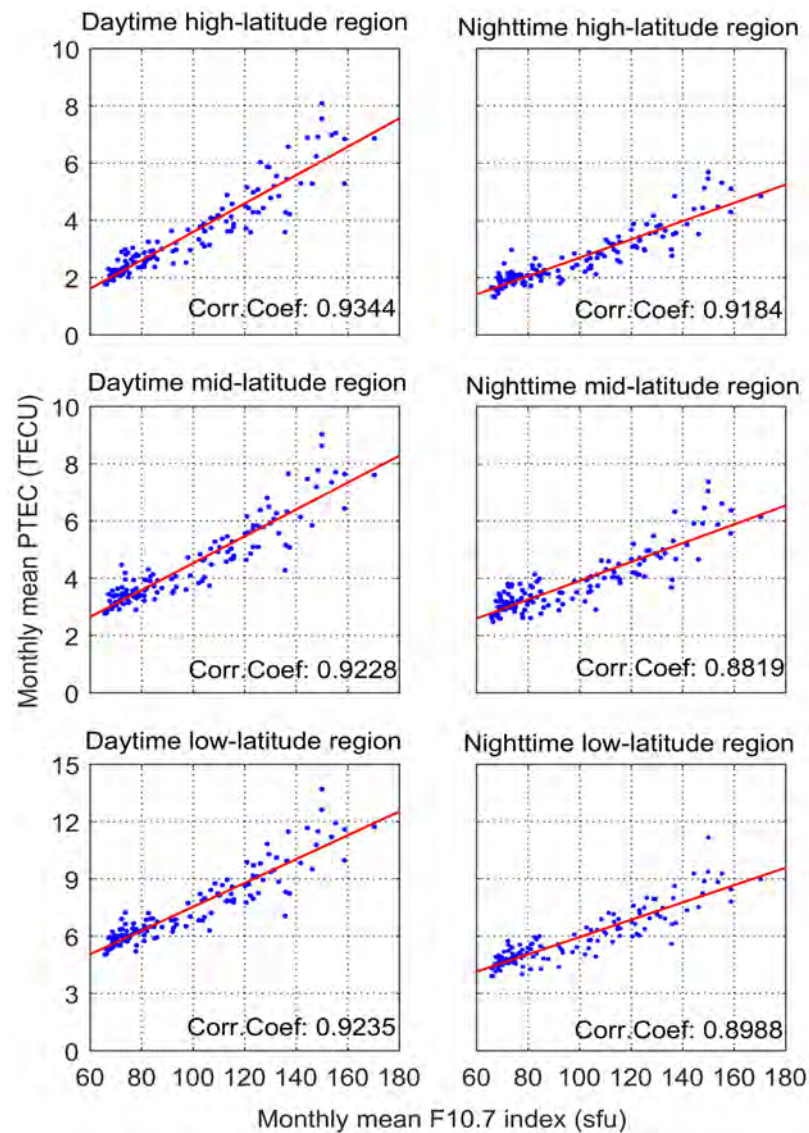 Daytime high-latitude region
Nighttime high-latitude region
10
8
6
4
2
0
Corr.Coef: 0.9344
Corr.Coef: 0.9184
Daytime mid-latitude region
Nighttime mid-latitude region
Monthly mean PTEC (TECU)
10
8
6
4
2
0
Corr.Coef: 0.9228
Corr.Coef: 0.8819
Daytime low-latitude region
Nighttime low-latitude region
15
12
9
6
3
0
Corr.Coef: 0.9235
Corr.Coef: 0.8988
60 80 100 120 140 160 180
60 80 100 120 140 160 180
Monthly mean F10.7 index (sfu)